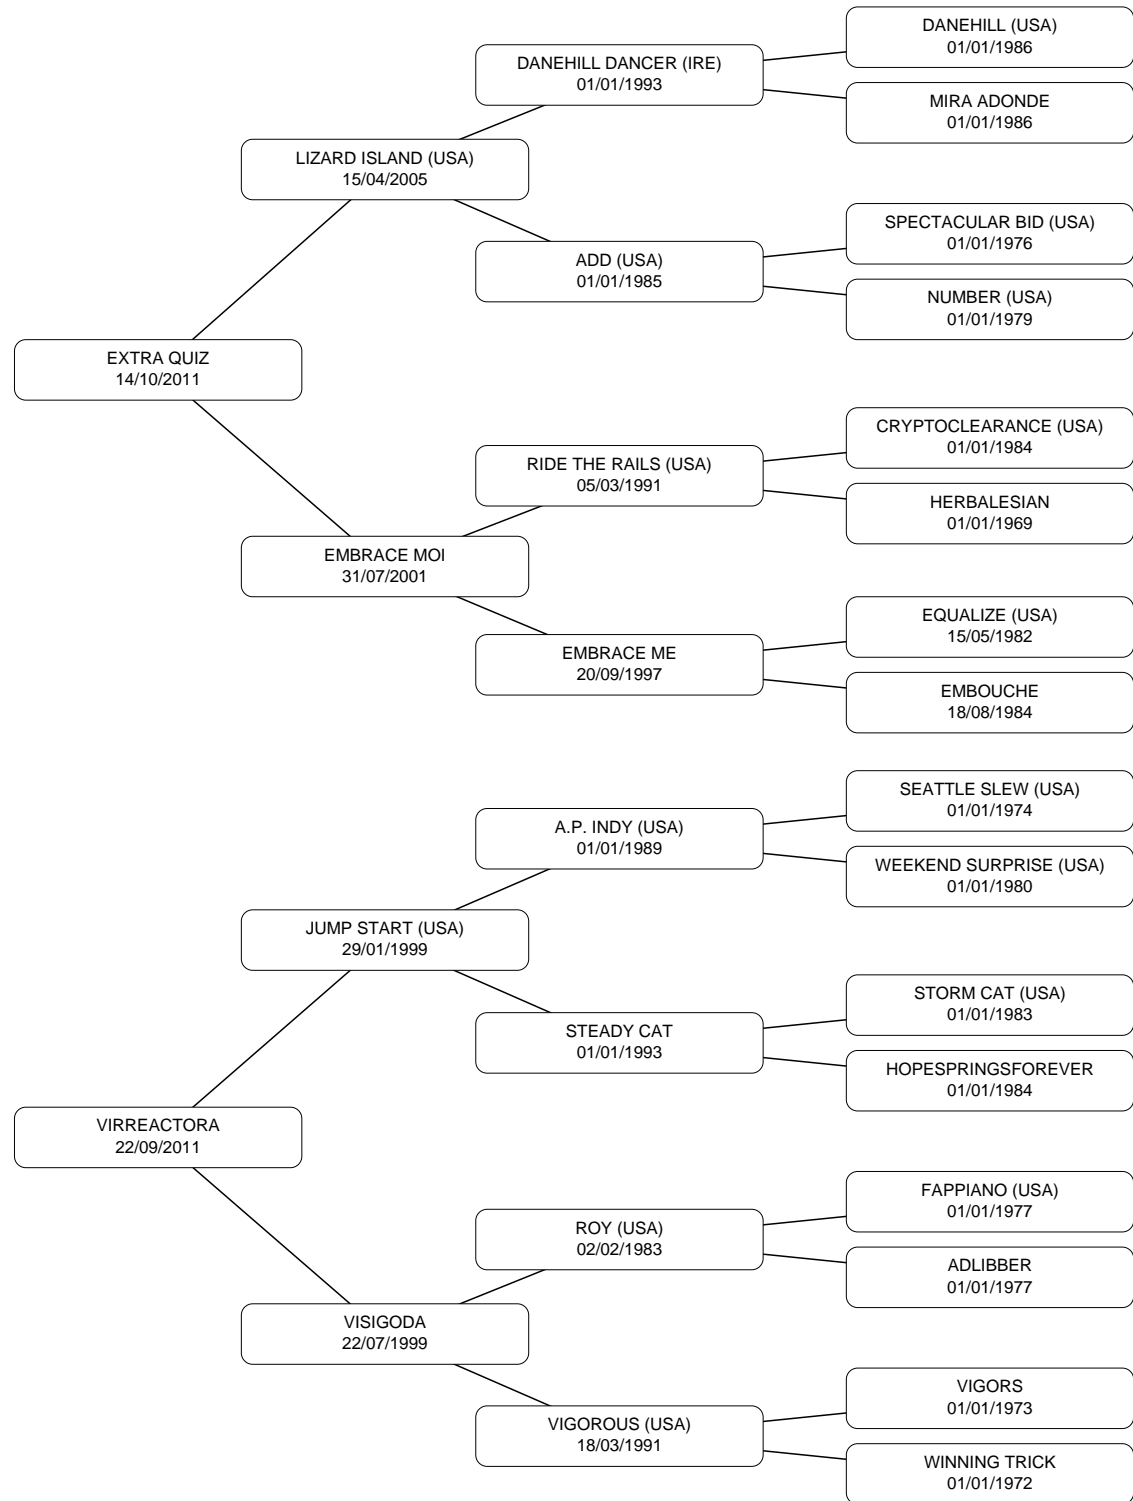 DANEHILL (USA)
01/01/1986
DANEHILL DANCER (IRE)
01/01/1993
MIRA ADONDE
01/01/1986
LIZARD ISLAND (USA)
15/04/2005
SPECTACULAR BID (USA)
01/01/1976
ADD (USA)
01/01/1985
NUMBER (USA)
01/01/1979
EXTRA QUIZ
14/10/2011
CRYPTOCLEARANCE (USA)
01/01/1984
RIDE THE RAILS (USA)
05/03/1991
HERBALESIAN
01/01/1969
EMBRACE MOI
31/07/2001
EQUALIZE (USA)
15/05/1982
EMBRACE ME
20/09/1997
EMBOUCHE
18/08/1984
SEATTLE SLEW (USA)
01/01/1974
A.P. INDY (USA)
01/01/1989
WEEKEND SURPRISE (USA)
01/01/1980
JUMP START (USA)
29/01/1999
STORM CAT (USA)
01/01/1983
STEADY CAT
01/01/1993
HOPESPRINGSFOREVER
01/01/1984
VIRREACTORA
22/09/2011
FAPPIANO (USA)
01/01/1977
ROY (USA)
02/02/1983
ADLIBBER
01/01/1977
VISIGODA
22/07/1999
VIGORS
01/01/1973
VIGOROUS (USA)
18/03/1991
WINNING TRICK
01/01/1972